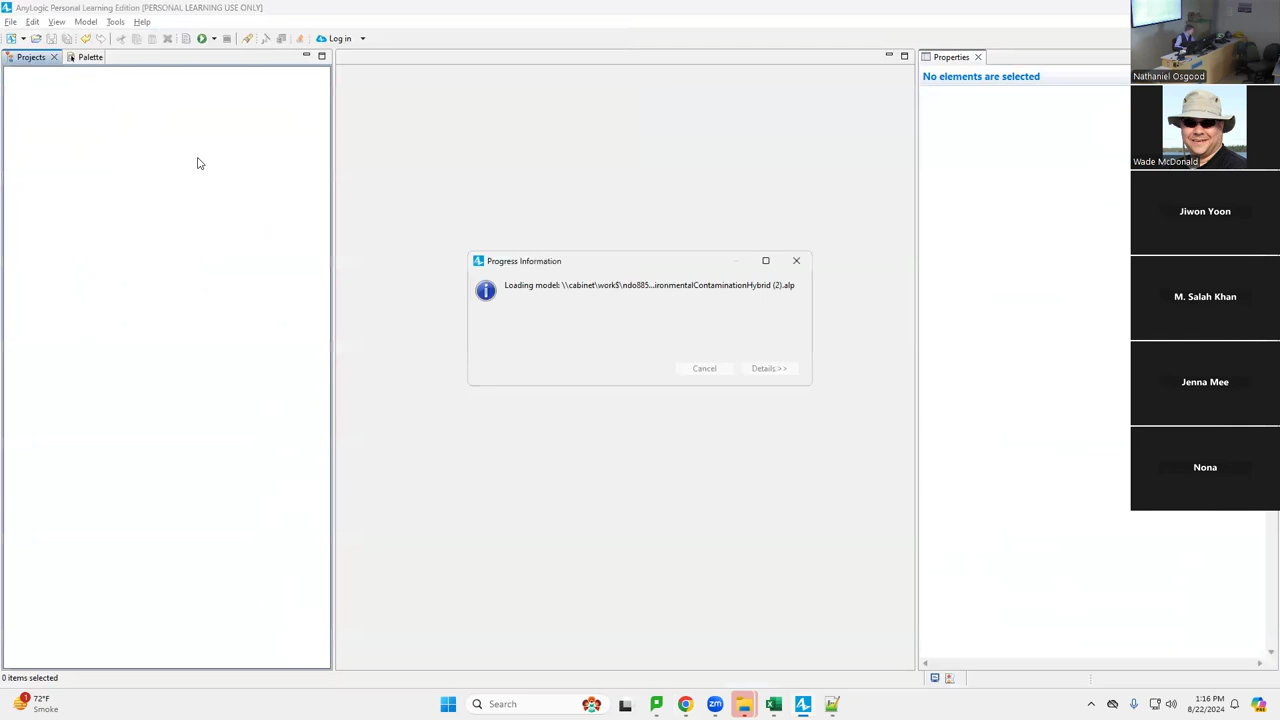 AnyLogic Personal Learning Edition [PERSONAL LEARNING USE ONLY]
File Edit View Model Tools Help
Log in
Projects Palette
Properties
No elements are selected
Progress Information
Loading model: \\cabinet\work$\ndo885...ironmentalContaminationHybrid (2).alp
Cancel Details >>
Nathaniel Osgood
Wade McDonald
Jiwon Yoon
M. Salah Khan
Jenna Mee
Nona
0 items selected
1
72°F
Smoke
Search
zm
1:16 PM
8/22/2024